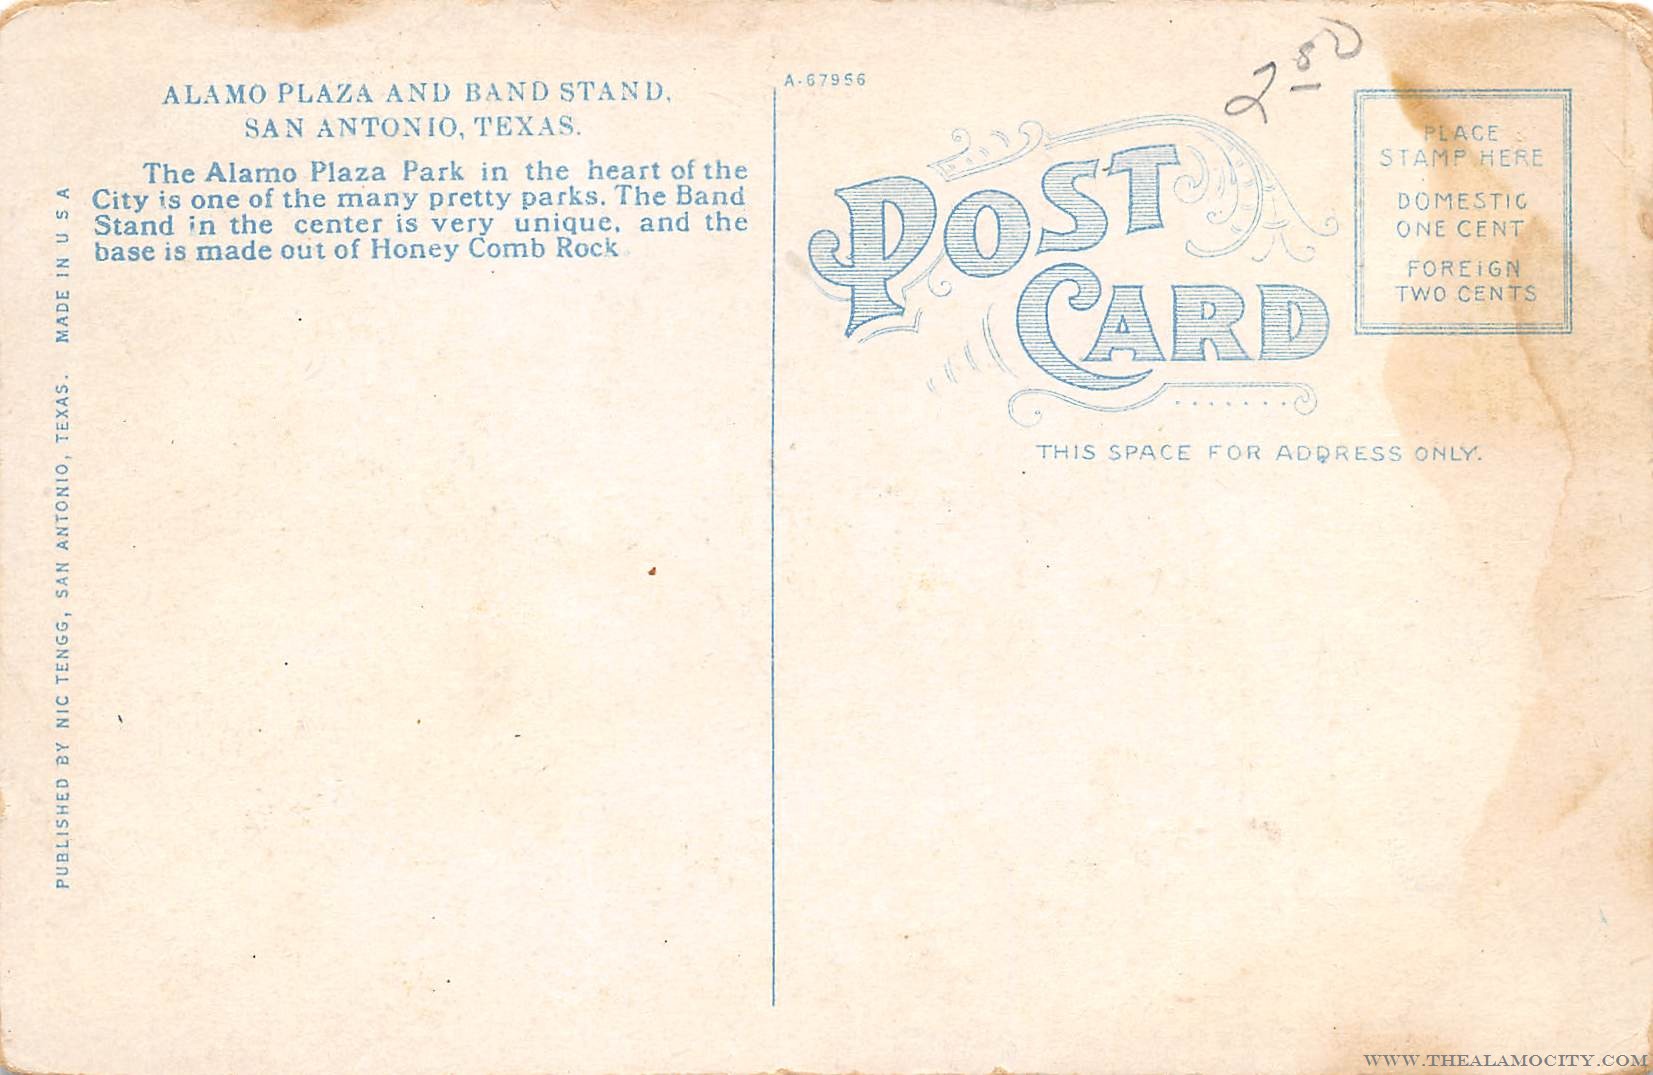 ALAMO PLAZA AND BAND STAND,
SAN ANTONIO, TEXAS.
The Alamo Plaza Park in the heart of the
City is one of the many pretty parks. The Band
Stand in the center is very unique, and the
base is made out of Honey Comb Rock
PUBLISHED BY NIC TENGG, SAN ANTONIO, TEXAS. MADE IN U S A
A-67956
2.80
POST
CARD
PLACE
STAMP HERE
DOMESTIC
ONE CENT
FOREIGN
TWO CENTS
THIS SPACE FOR ADDRESS ONLY.
WWW.THEALAMOCITY.COM